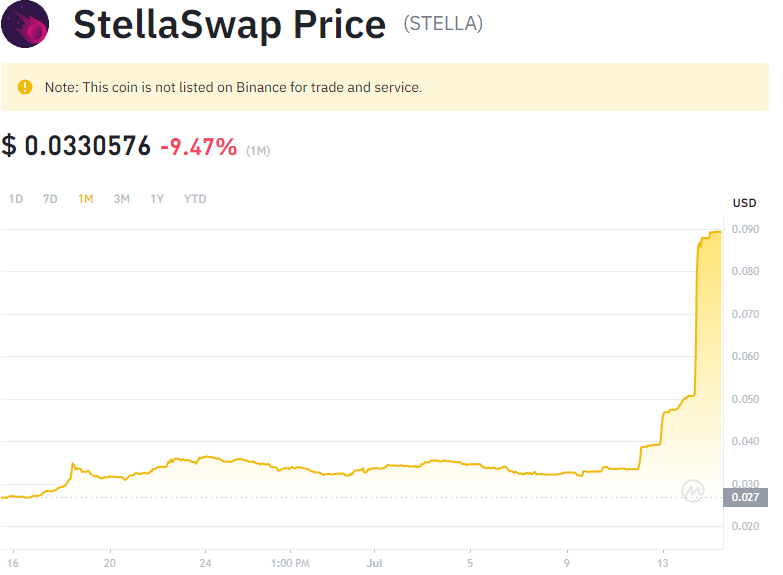 StellaSwap Price (STELLA)
Note: This coin is not listed on Binance for trade and service.
$ 0.0330576 -9.47% (1M)
1D 7D 1M 3M 1Y YTD
USD
0.090
0.080
0.070
0.060
0.050
0.040
0.030
0.027
0.020
16 20 24 1:00 PM Jul 5 9 13